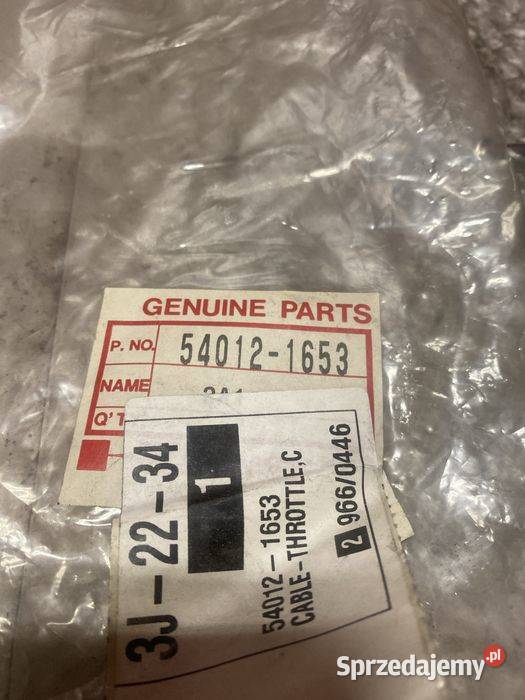 GENUINE PARTS
P. NO. 54012-1653
NAME
3J-22-34
1
54012-1653
CABLE-THROTTLE,C
2 966/0446
Sprzedajemy.pl